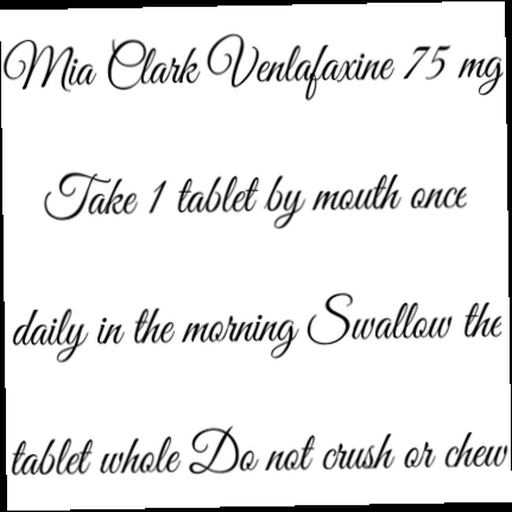 Mia Clark Venlafaxine 75 mg
Take 1 tablet by mouth once
daily in the morning Swallow the
tablet whole Do not crush or chew